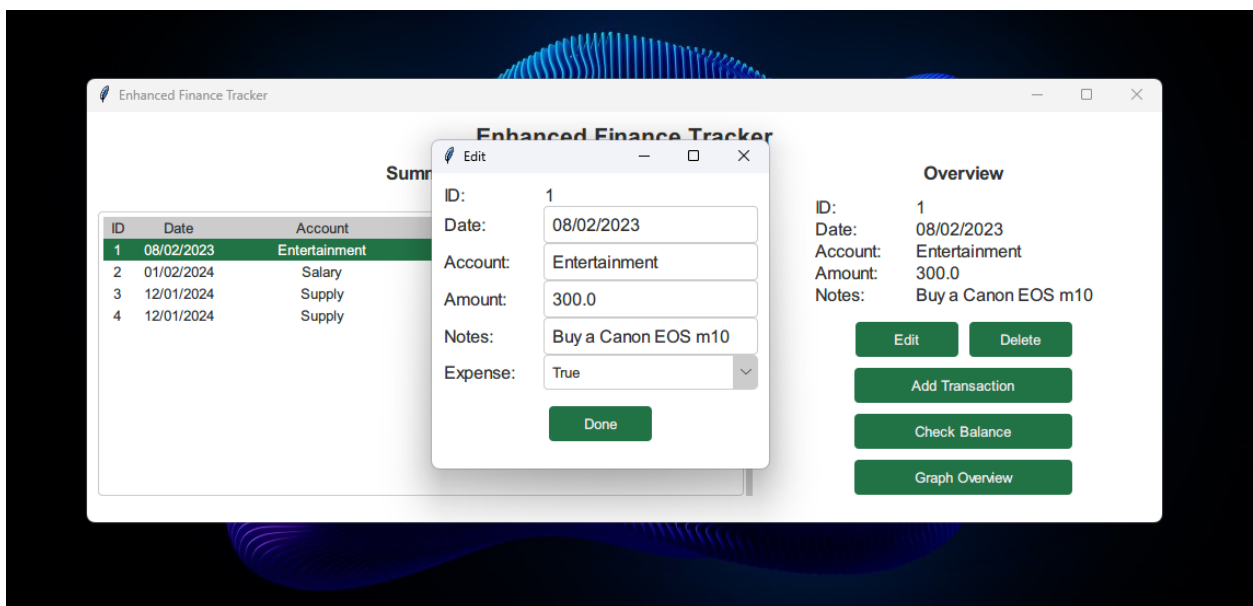 Enhanced Finance Tracker
Enhanced Finance Tracker
Summ
ID Date Account
1 08/02/2023 Entertainment
2 01/02/2024 Salary
3 12/01/2024 Supply
4 12/01/2024 Supply
Edit
ID: 1
Date: 08/02/2023
Account: Entertainment
Amount: 300.0
Notes: Buy a Canon EOS m10
Expense: True
Done
Overview
ID: 1
Date: 08/02/2023
Account: Entertainment
Amount: 300.0
Notes: Buy a Canon EOS m10
Edit Delete
Add Transaction
Check Balance
Graph Overview